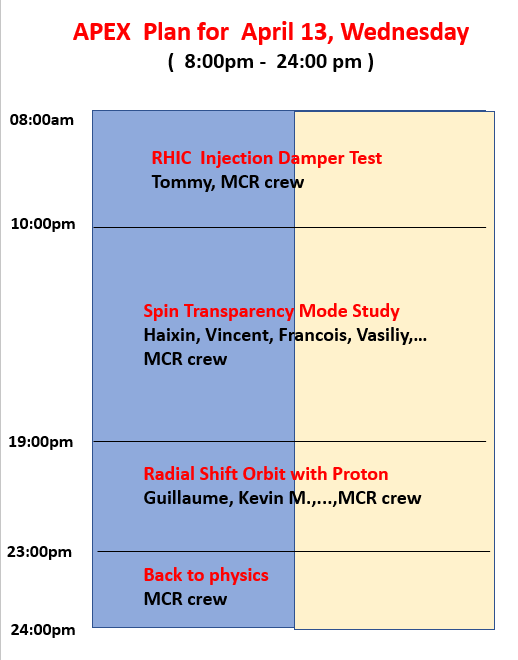 APEX  Plan for  April 13, Wednesday
(  8:00pm -  24:00 pm )
08:00am
RHIC  Injection Damper Test
Tommy, MCR crew
10:00pm
Spin Transparency Mode Study
Haixin, Vincent, Francois, Vasiliy,...
MCR crew
19:00pm
Radial Shift Orbit with Proton
Guillaume, Kevin M.,...,MCR crew
23:00pm
Back to physics
MCR crew
24:00pm